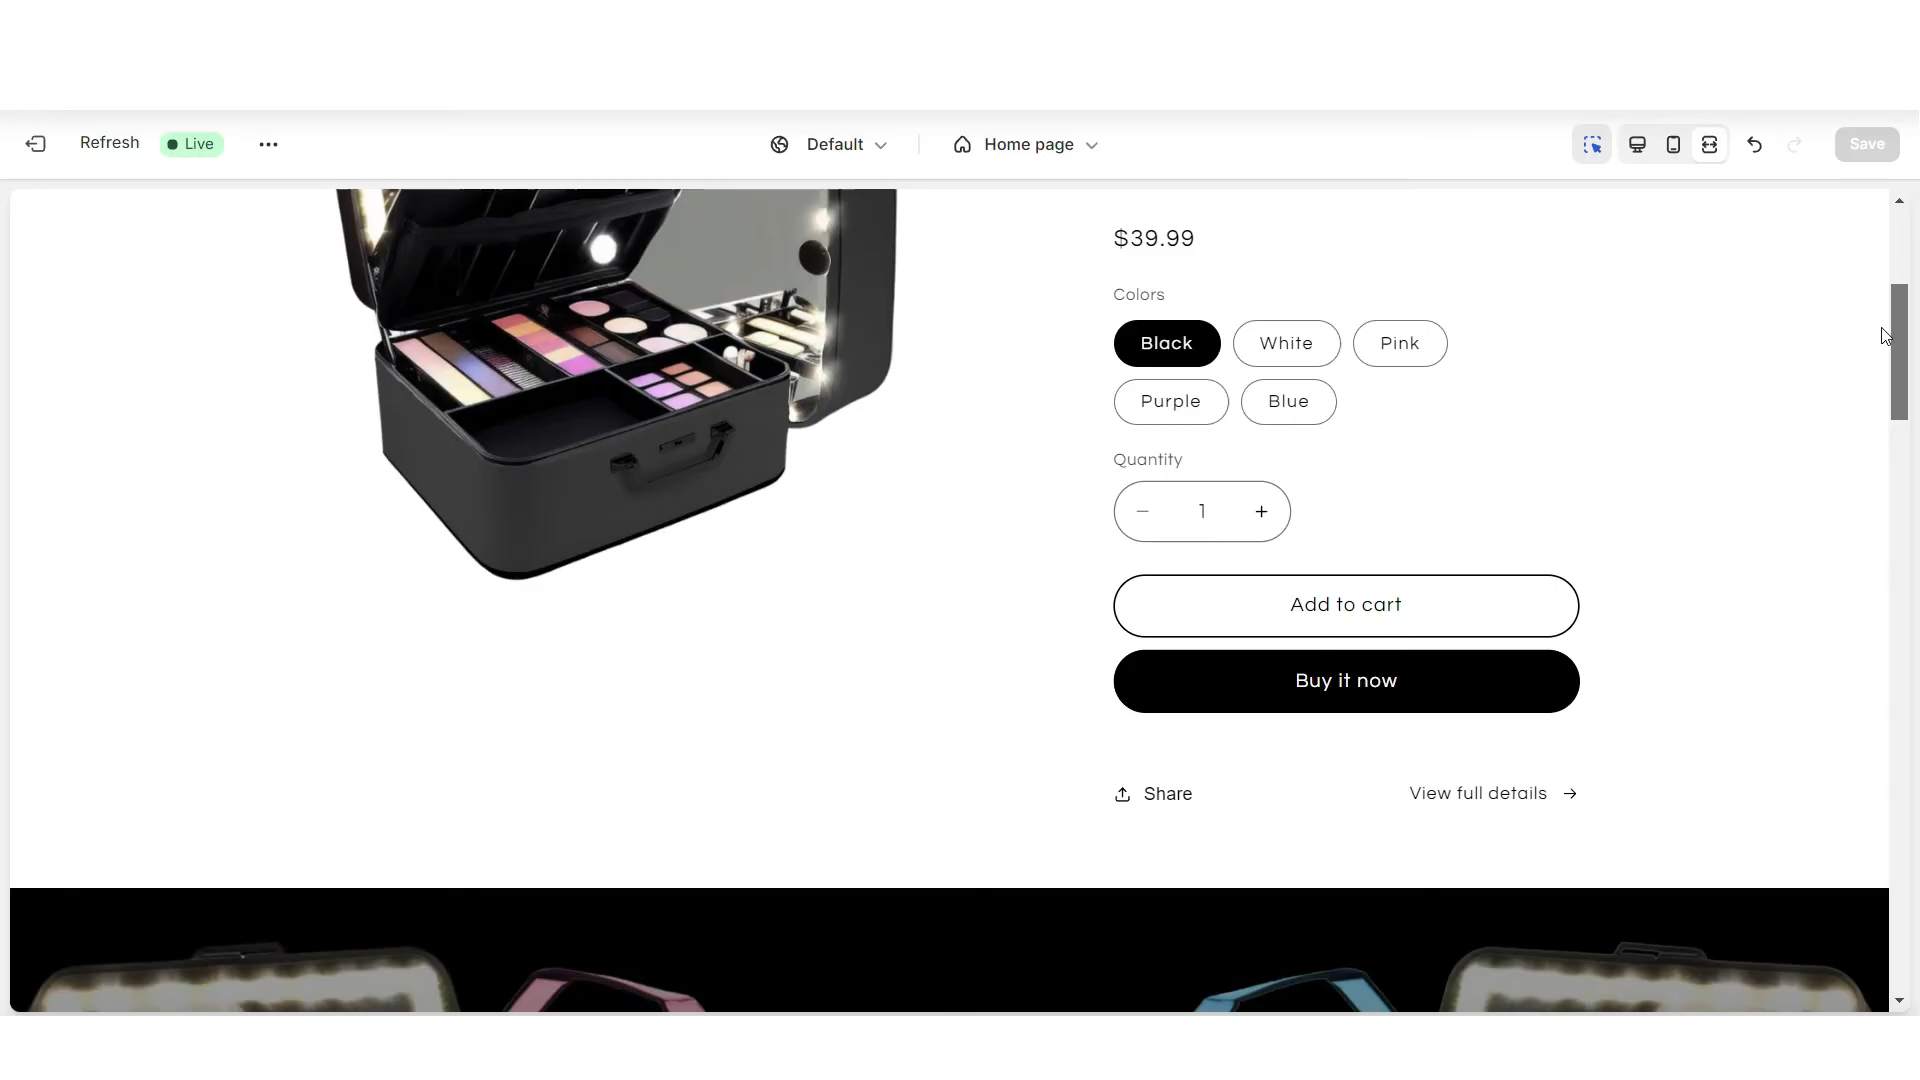 Refresh Live Default Home page Save
$39.99
Colors
Black White Pink
Purple Blue
Quantity
1
Add to cart
Buy it now
Share View full details